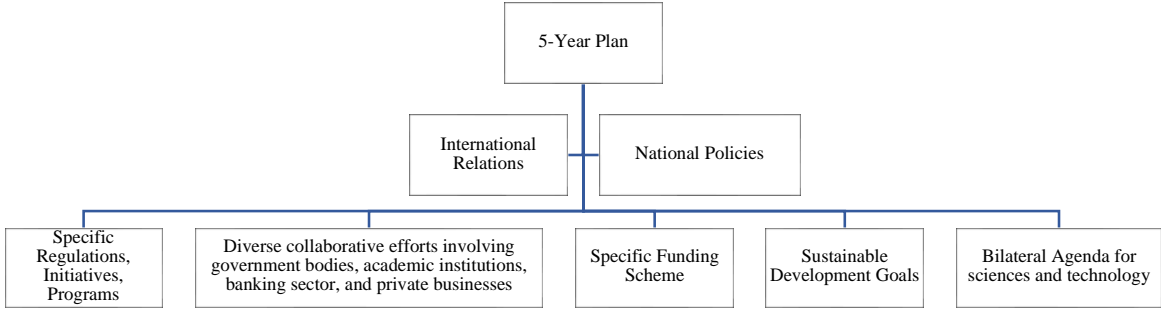 5-Year Plan
International
Relations
National Policies
Specific
Regulations,
Initiatives,
Programs
Diverse collaborative efforts involving
government bodies, academic institutions,
banking sector, and private businesses
Specific Funding
Scheme
Sustainable
Development Goals
Bilateral Agenda for
sciences and technology